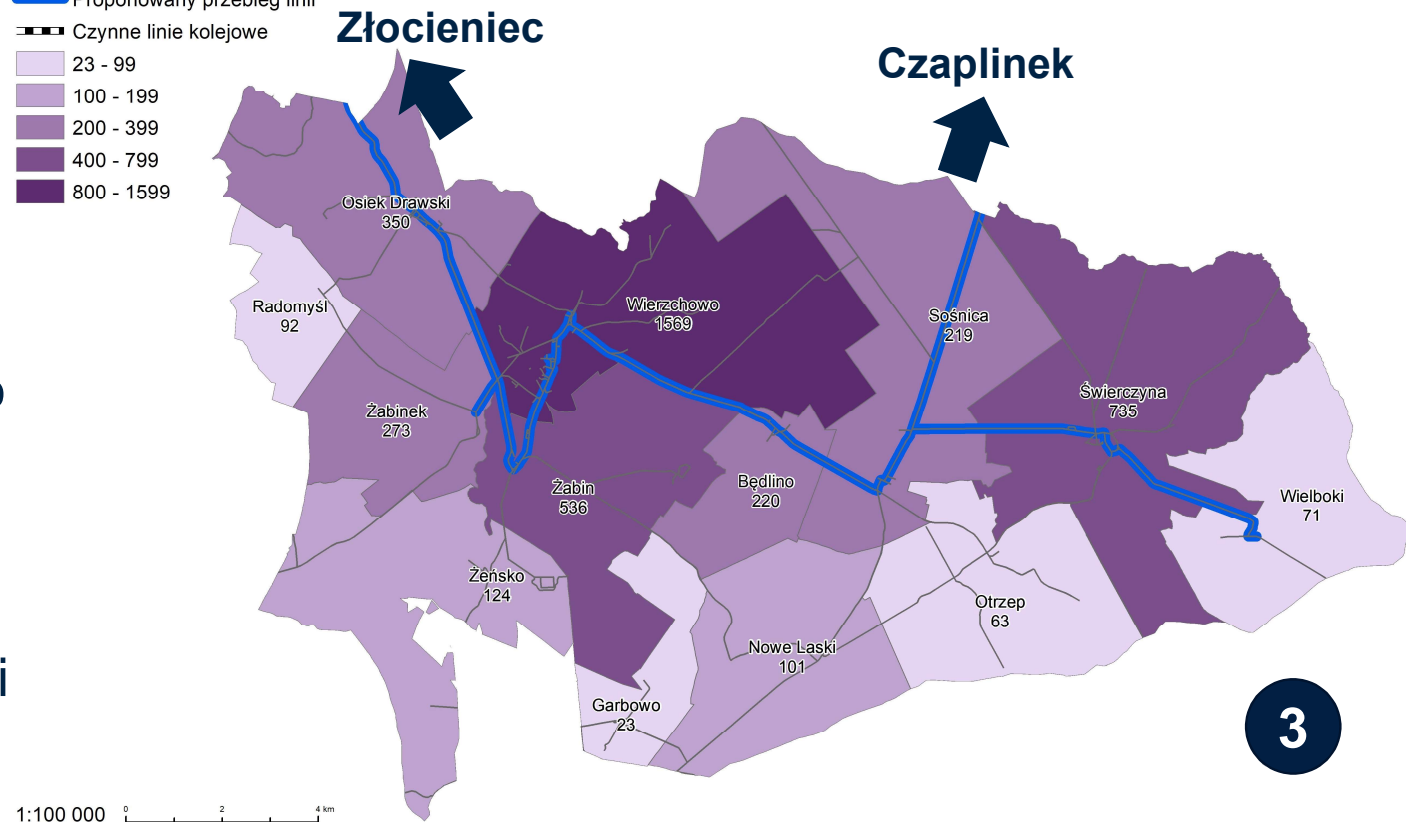 Proponowany przebieg linii
Czynne linie kolejowe
23 - 99
100 - 199
200 - 399
400 - 799
800 - 1599
Złocieniec
Czaplinek
Osiek Drawski
350
Radomyśl
92
Wierzchowo
1569
Sośnica
219
Świerczyna
735
Żabinek
273
Żabin
536
Będlino
220
Wielboki
71
Żeńsko
124
Otrzep
63
Nowe Laski
101
Garbowo
23
i
3
1:100 000
0 2 4 km